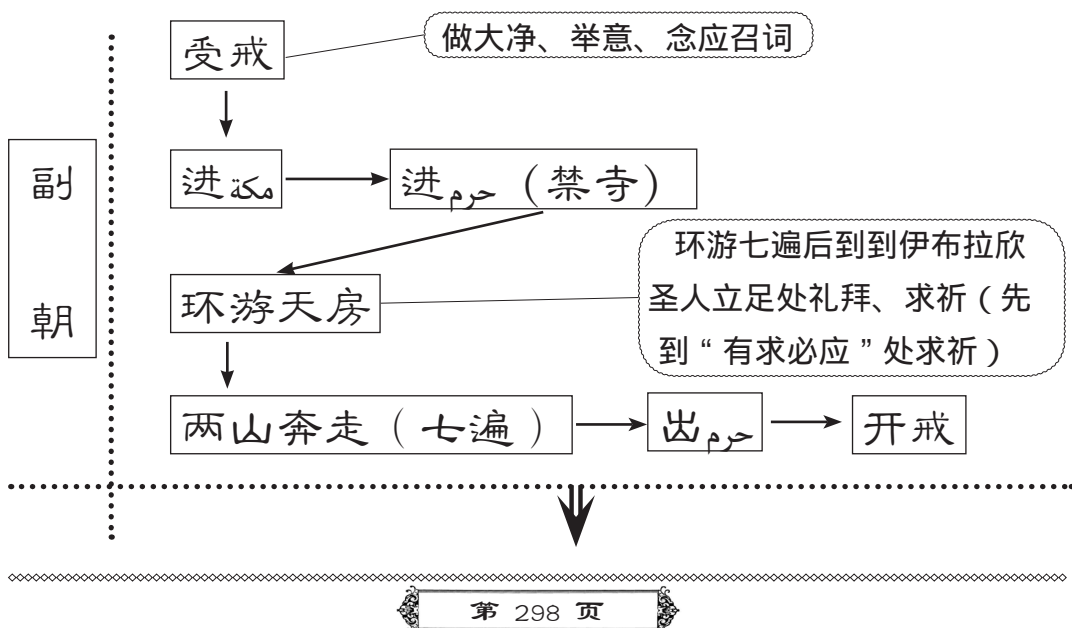 受戒
做大净、举意、念应召词
副
朝
进مكة
进حرم（禁寺）
环游天房
环游七遍后到到伊布拉欣
圣人立足处礼拜、求祈（先
到“有求必应”处求祈）
两山奔走（七遍）
出حرم
开戒
第 298 页